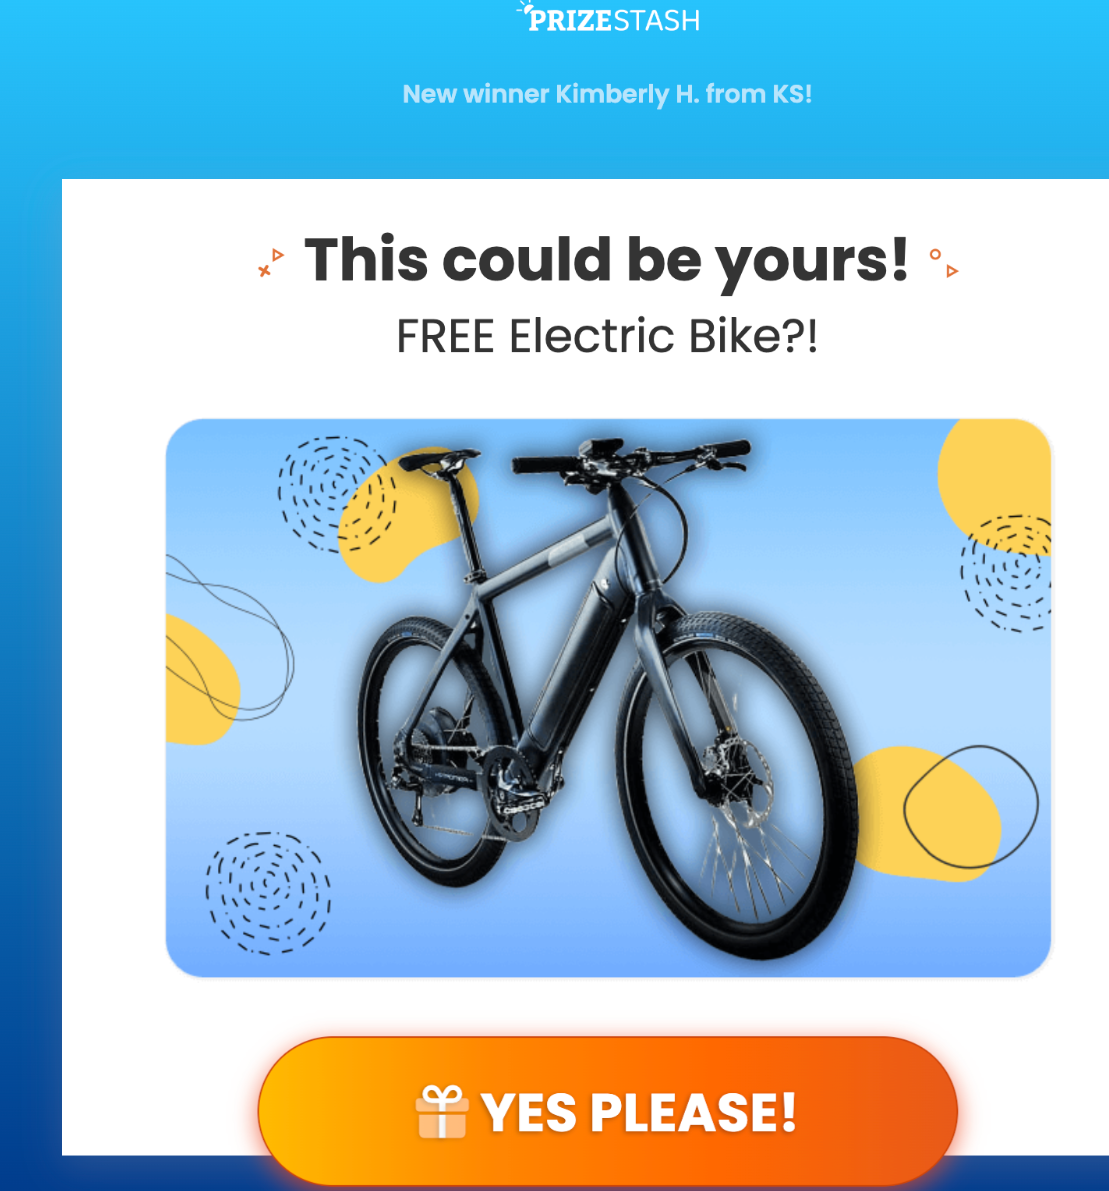 PRIZESTASH
New winner Kimberly H. from KS!
This could be yours!
FREE Electric Bike?!
YES PLEASE!